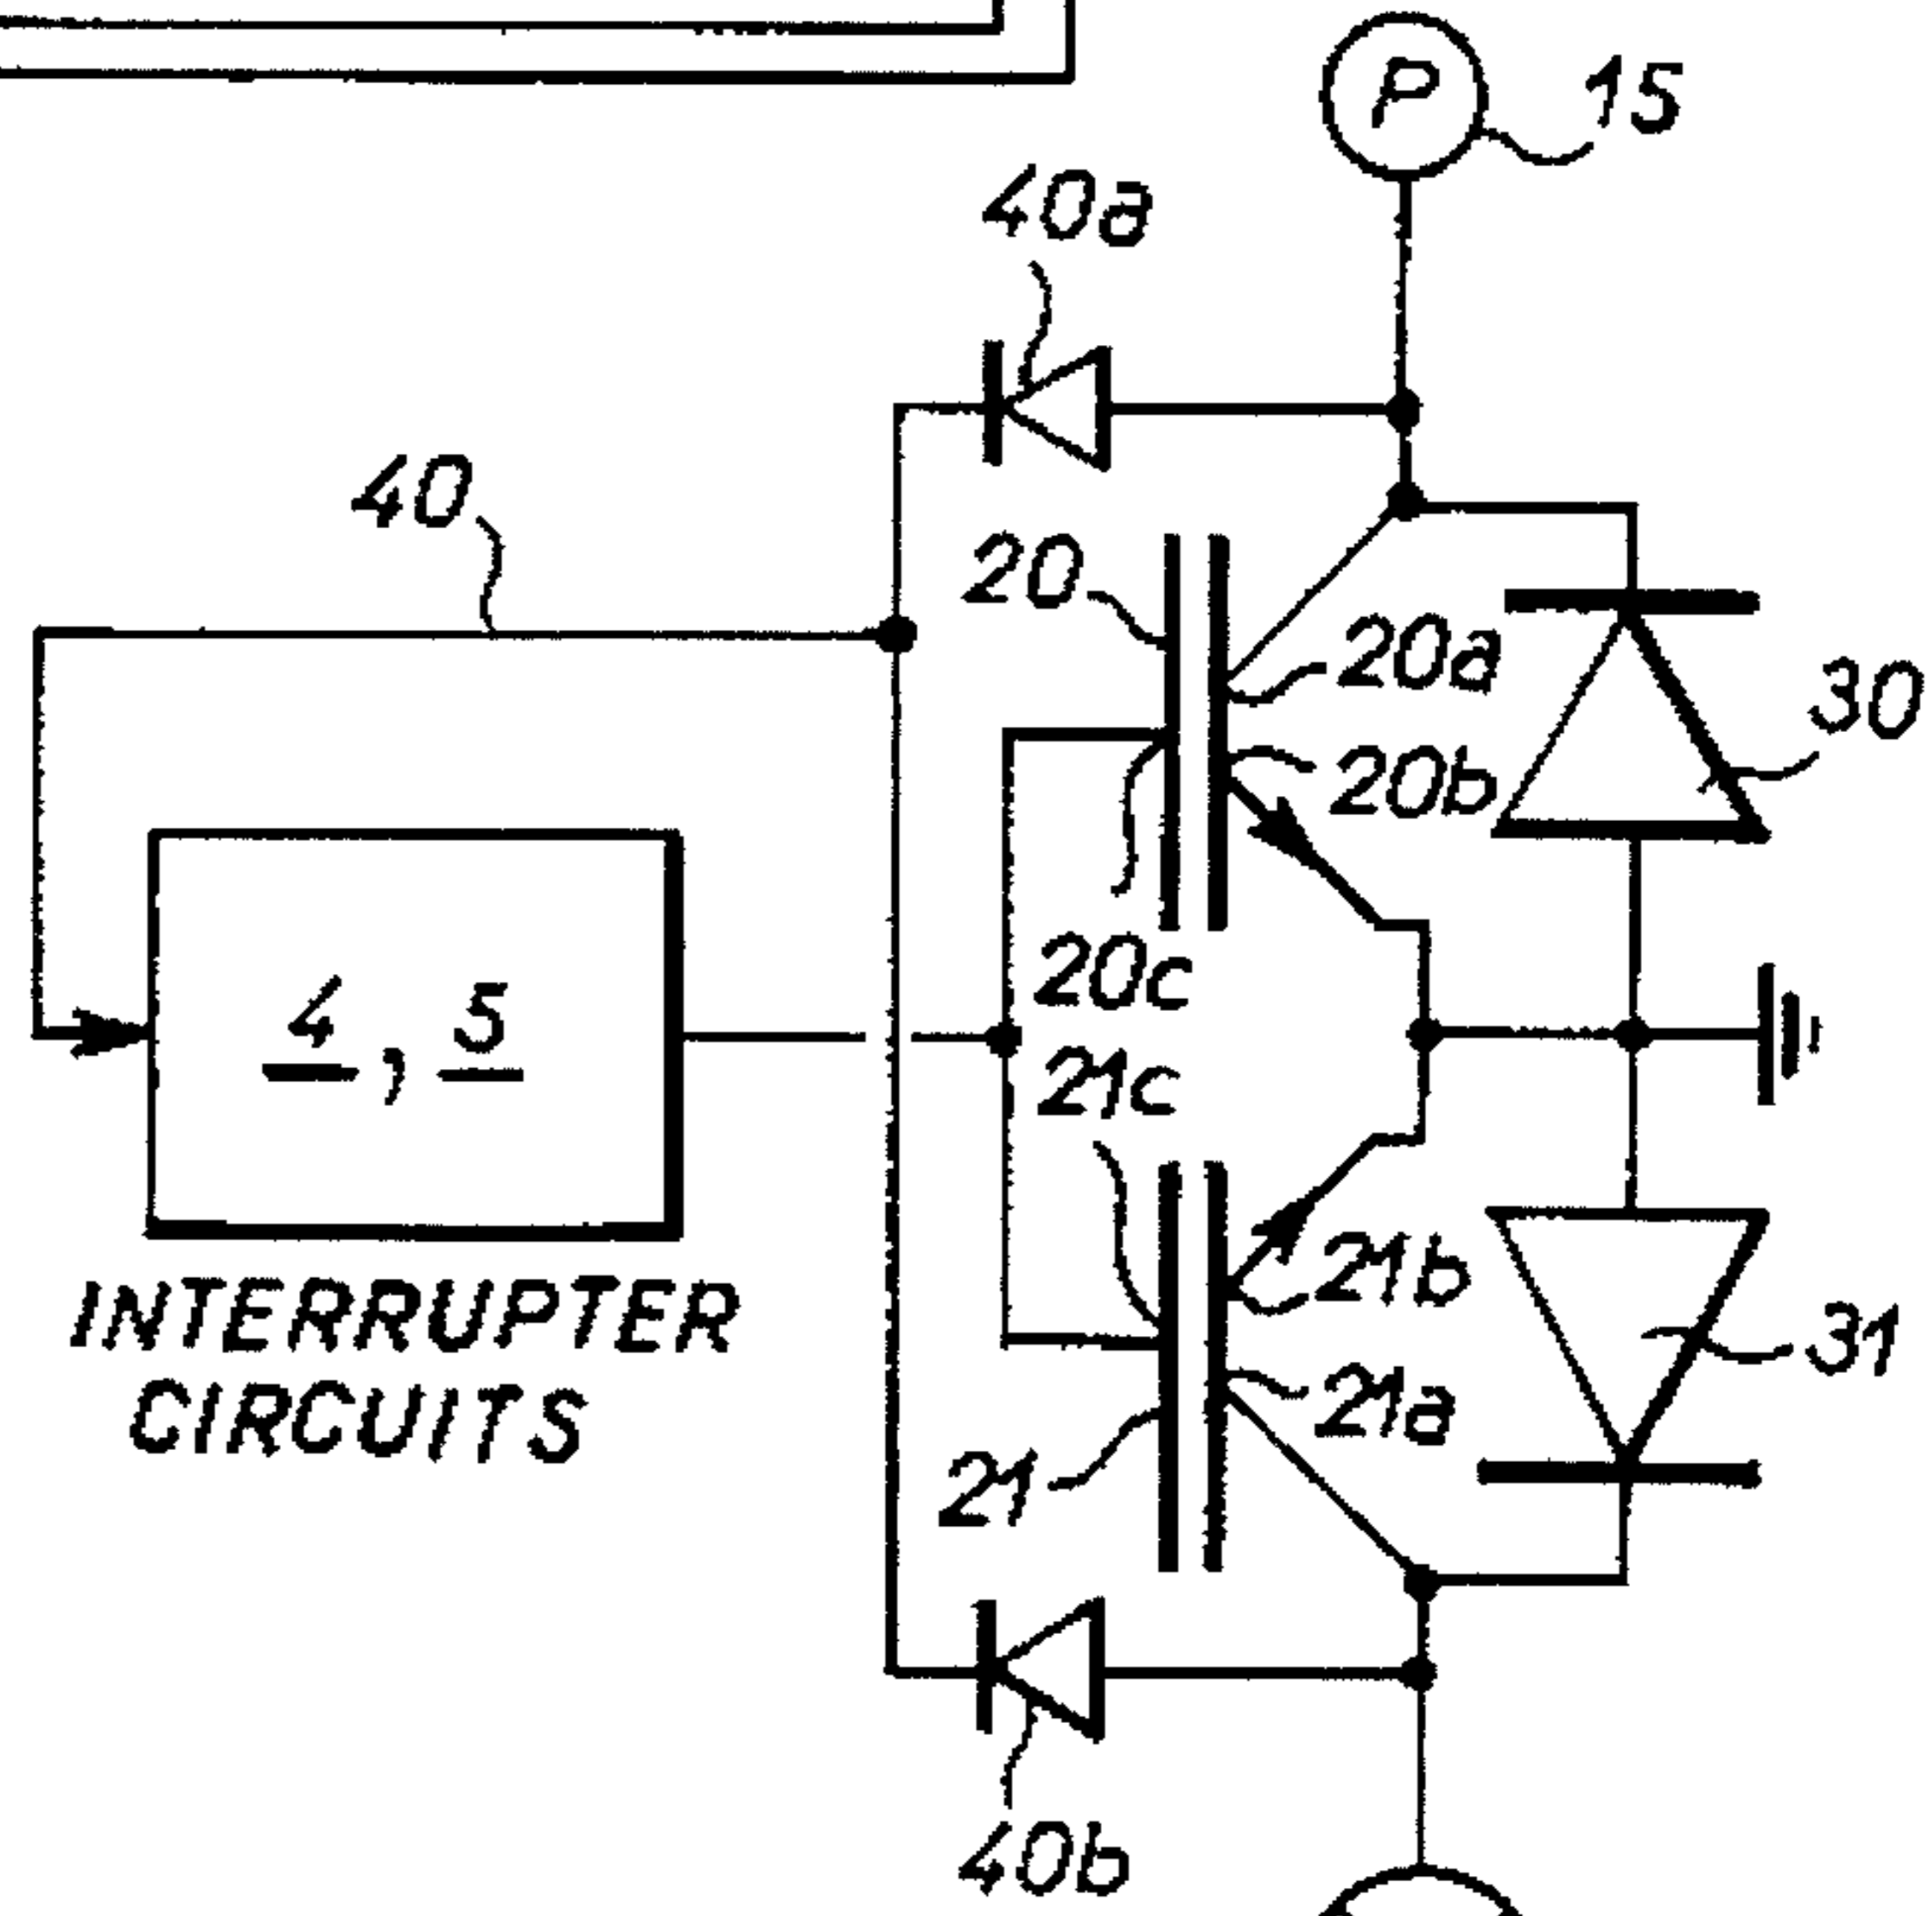 P
15
40a
40
20
20a
30
20b
20c
4, 5
21c
INTERRUPTER
CIRCUITS
21b
31
21a
21
40b